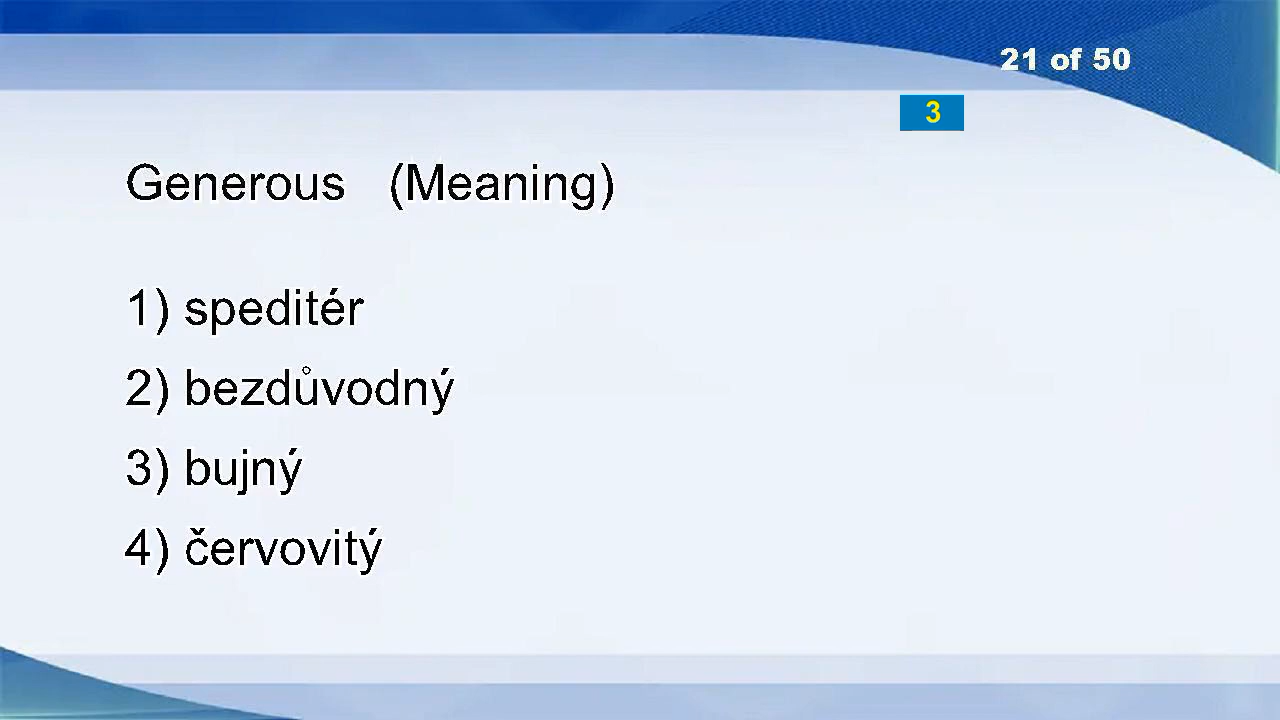 21 of 50
3
Generous (Meaning)
1) speditér
2) bezdůvodný
3) bujný
4) červovitý